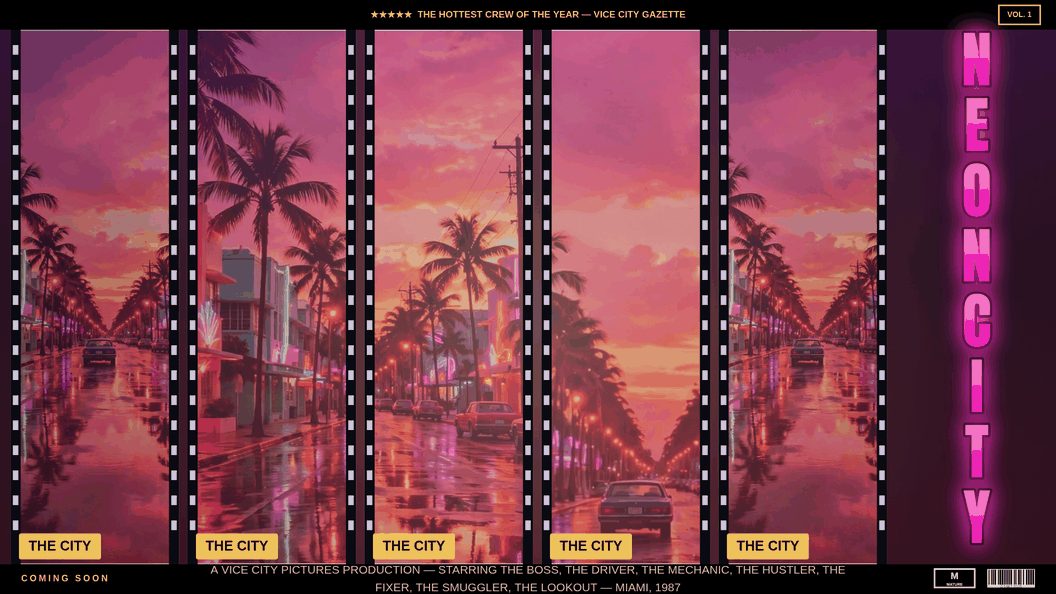 ★★★★★ THE HOTTEST CREW OF THE YEAR — VICE CITY GAZETTE
VOL. 1
NEON CITY
THE CITY
THE CITY
THE CITY
THE CITY
THE CITY
COMING SOON
A VICE CITY PICTURES PRODUCTION — STARRING THE BOSS, THE DRIVER, THE MECHANIC, THE HUSTLER, THE
FIXER, THE SMUGGLER, THE LOOKOUT — MIAMI, 1987
M
MATURE